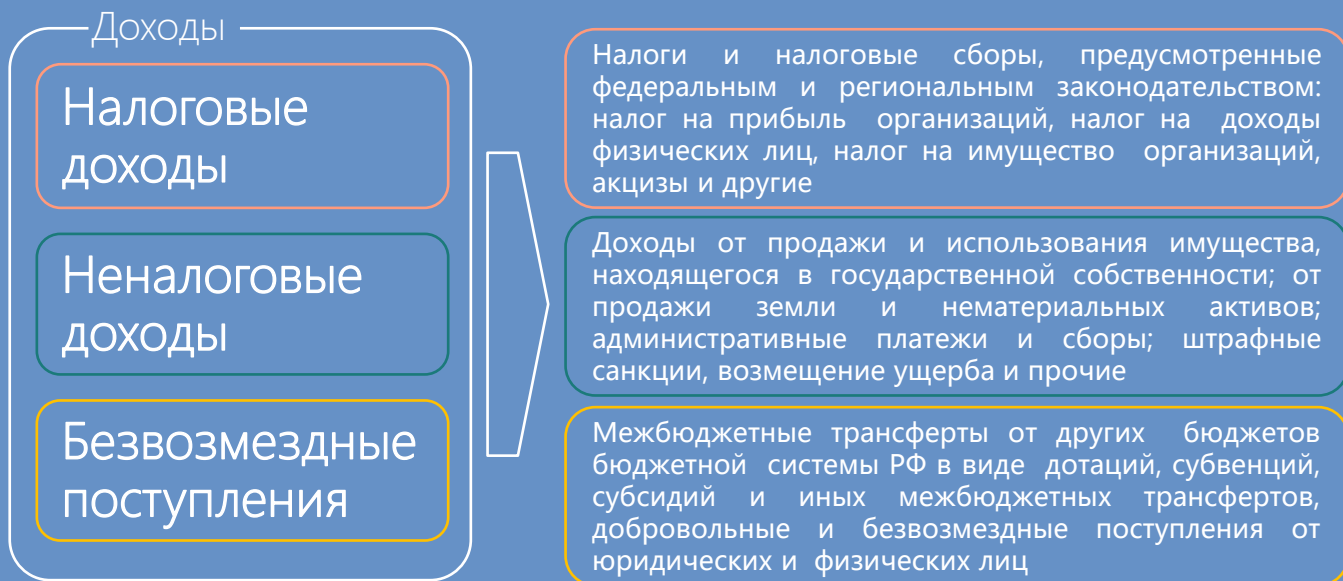 Доходы
Налоговые
доходы
Налоги и налоговые сборы, предусмотренные
федеральным и региональным законодательством:
налог на прибыль организаций, налог на доходы
физических лиц, налог на имущество организаций,
акцизы и другие
Неналоговые
доходы
Доходы от продажи и использования имущества,
находящегося в государственной собственности; от
продажи земли и нематериальных активов;
административные платежи и сборы; штрафные
санкции, возмещение ущерба и прочие
Безвозмездные
поступления
Межбюджетные трансферты от других бюджетов
бюджетной системы РФ в виде дотаций, субвенций,
субсидий и иных межбюджетных трансфертов,
добровольные и безвозмездные поступления от
юридических и физических лиц